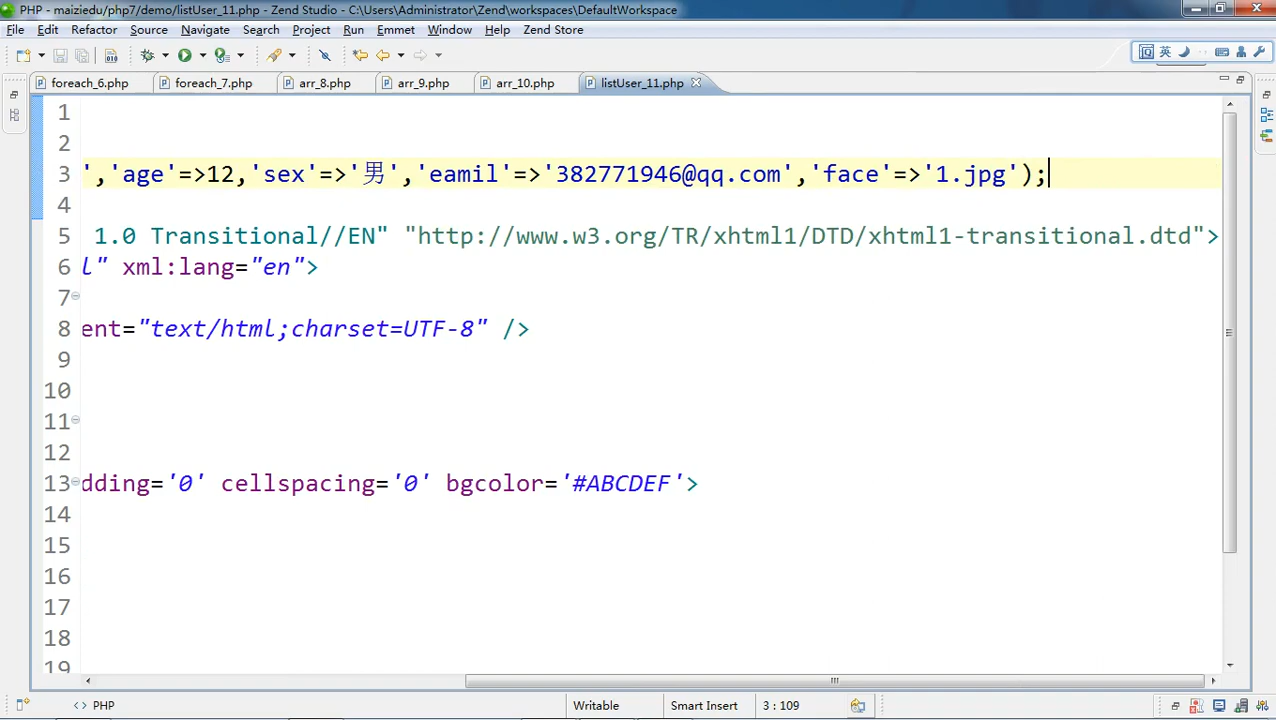 PHP - maiziedu/php7/demo/listUser_11.php - Zend Studio - C:\Users\Administrator\Zend\workspaces\DefaultWorkspace
File Edit Refactor Source Navigate Search Project Run Emmet Window Help Zend Store
英
foreach_6.php foreach_7.php arr_8.php arr_9.php arr_10.php listUser_11.php
1
2
3 ','age'=>12,'sex'=>'男','eamil'=>'382771946@qq.com','face'=>'1.jpg');
4
5 1.0 Transitional//EN" "http://www.w3.org/TR/xhtml1/DTD/xhtml1-transitional.dtd">
6 l" xml:lang="en">
7
8 ent="text/html;charset=UTF-8" />
9
10
11
12
13 dding='0' cellspacing='0' bgcolor='#ABCDEF'>
14
15
16
17
18
19
<> PHP Writable Smart Insert 3 : 109